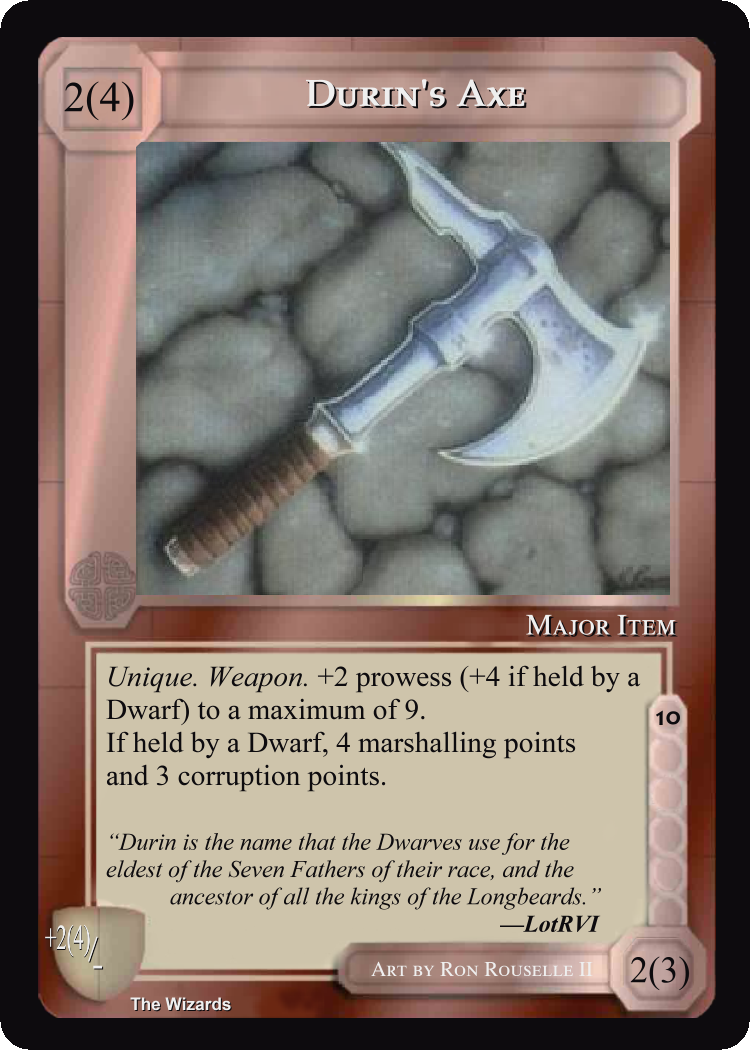 2(4)
Durin's Axe
Major Item
Unique. Weapon. +2 prowess (+4 if held by a
Dwarf) to a maximum of 9.
If held by a Dwarf, 4 marshalling points
and 3 corruption points.
10
“Durin is the name that the Dwarves use for the
eldest of the Seven Fathers of their race, and the
ancestor of all the kings of the Longbeards.”
—LotRVI
+2(4)/–
Art by Ron Rouselle II
2(3)
The Wizards